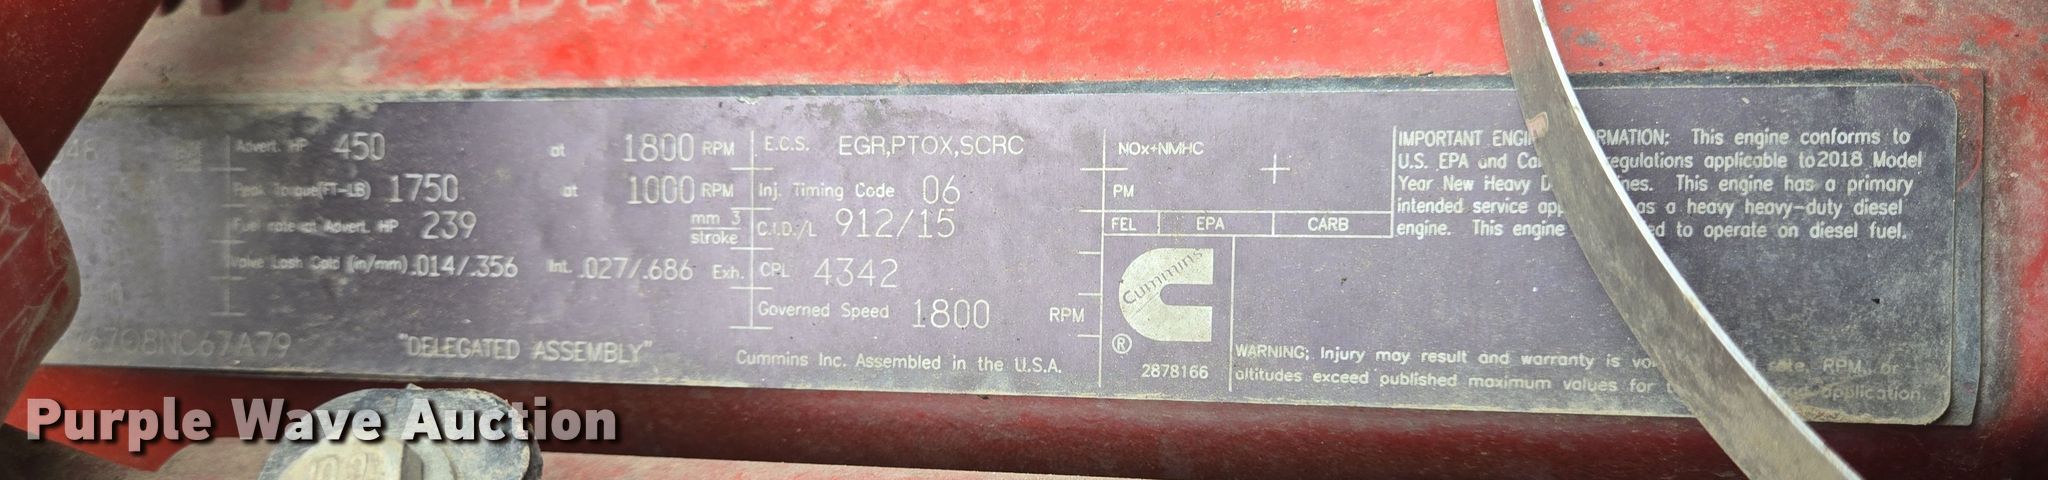 Advert. HP 450 at 1800 RPM
Peak Torque(FT-LB) 1750 at 1000 RPM
Fuel rate at Advert. HP 239 mm 3
stroke
Valve Lash Cold (in/mm) .014/.356 Int. .027/.686 Exh.
"DELEGATED ASSEMBLY"
E.C.S. EGR,PTOX,SCRC
Inj. Timing Code 06
C.I.D./L 912/15
CPL 4342
Governed Speed 1800 RPM
Cummins Inc. Assembled in the U.S.A.
NOx+NMHC
PM
FEL EPA CARB
Cummins
®
2878166
IMPORTANT RMATION: This engine conforms to
U.S. EPA and regulations applicable to 2018 Model
Year New Heavy This engine has a primary
intended service as a heavy heavy-duty diesel
engine. This engine to operate on diesel fuel.
WARNING: Injury may result and warranty is RPM, or
altitudes exceed published maximum values for application.
Purple Wave Auction